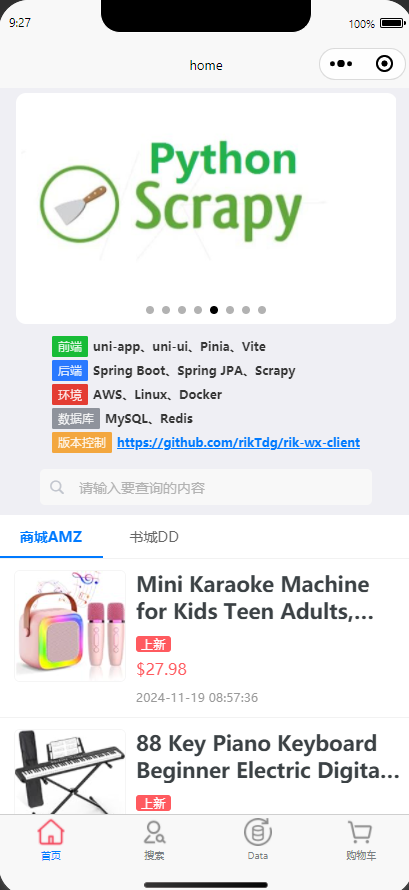 9:27
100%
home
Python
Scrapy
前端 uni-app、uni-ui、Pinia、Vite
后端 Spring Boot、Spring JPA、Scrapy
环境 AWS、Linux、Docker
数据库 MySQL、Redis
版本控制 https://github.com/rikTdg/rik-wx-client
请输入要查询的内容
商城AMZ 书城DD
Mini Karaoke Machine
for Kids Teen Adults,...
上新
$27.98
2024-11-19 08:57:36
88 Key Piano Keyboard
Beginner Electric Digita...
上新
首页 搜索 Data 购物车